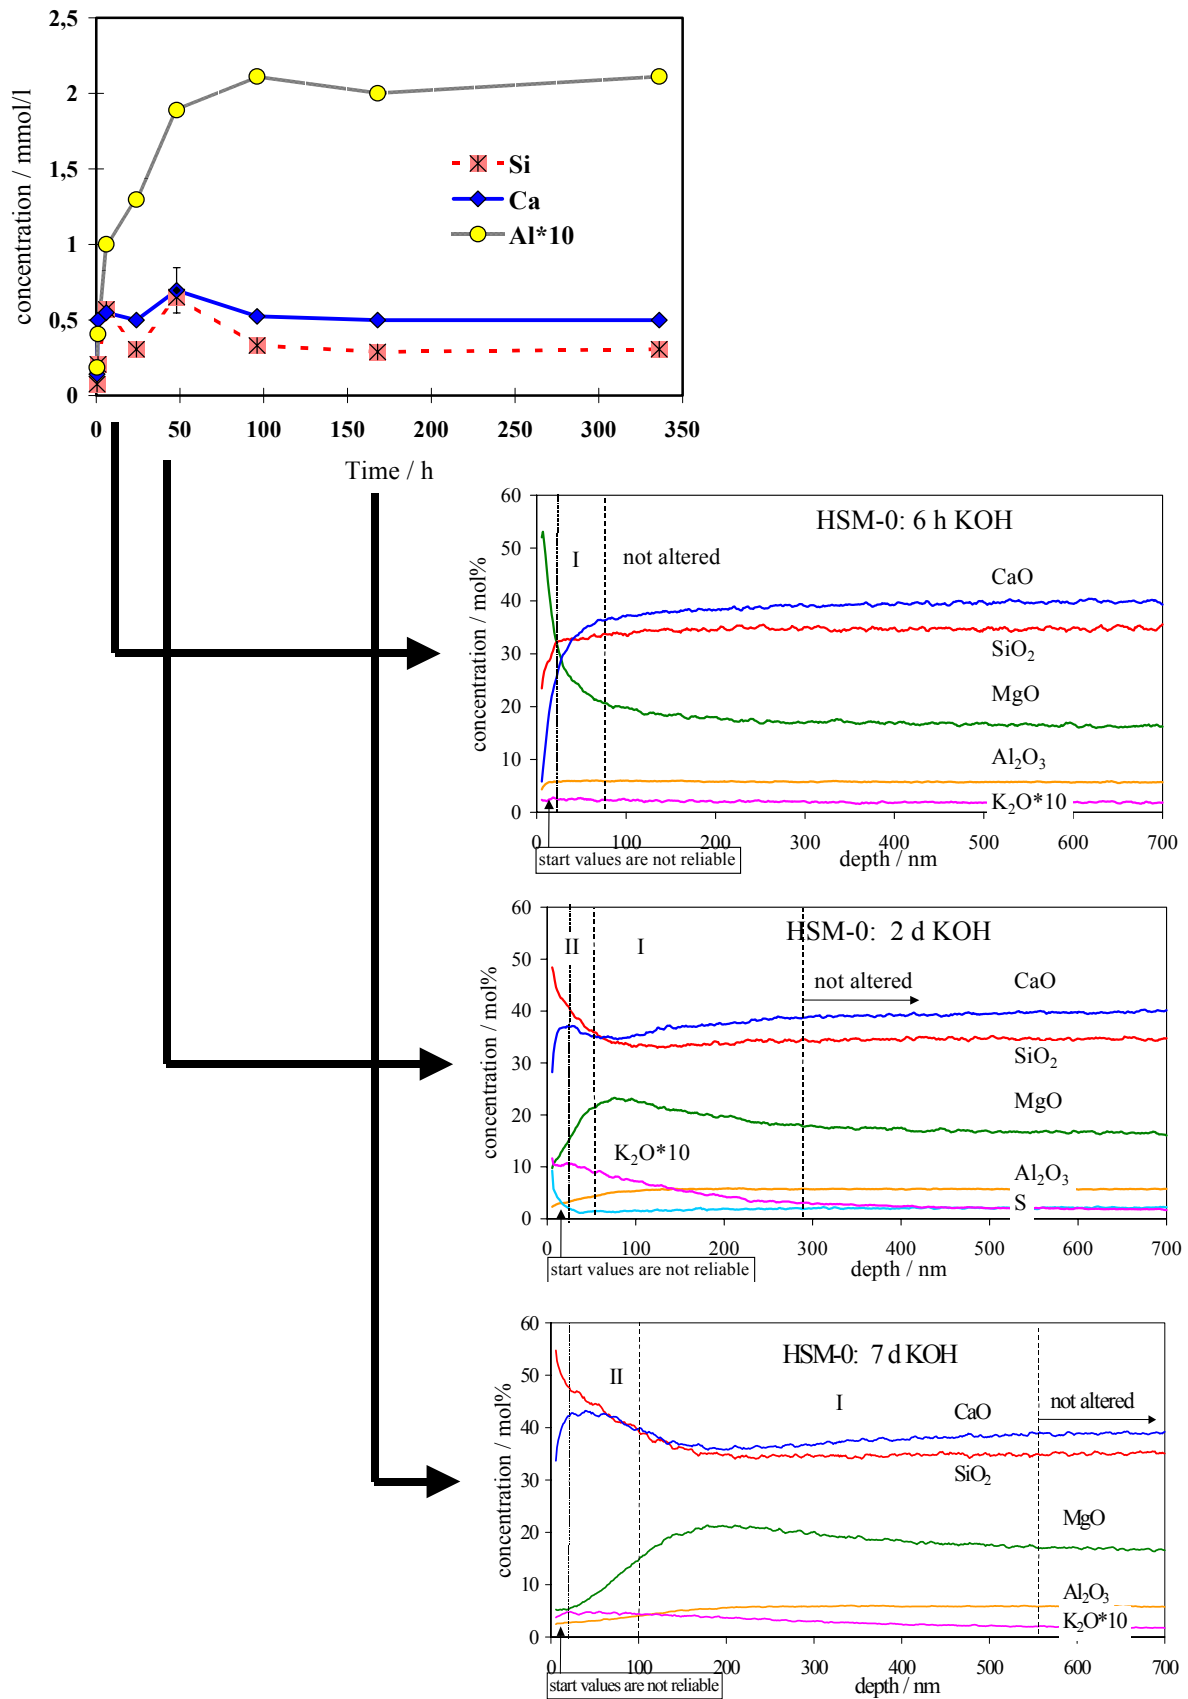 2,5
2
1,5
1
0,5
0
concentration / mmol/l
Si
Ca
Al*10
0 50 100 150 200 250 300 350
Time / h
HSM-0: 6 h KOH
60
50
40
30
20
10
0
concentration / mol%
I
not altered
CaO
SiO2
MgO
Al2O3
K2O*10
0 100 200 300 400 500 600 700
start values are not reliable
depth / nm
HSM-0: 2 d KOH
60
50
40
30
20
10
0
concentration / mol%
II
I
not altered
CaO
SiO2
MgO
K2O*10
Al2O3
S
0 100 200 300 400 500 600 700
start values are not reliable
depth / nm
HSM-0: 7 d KOH
60
50
40
30
20
10
0
concentration / mol%
II
I
not altered
CaO
SiO2
MgO
Al2O3
K2O*10
0 100 200 300 400 500 600 700
start values are not reliable
depth / nm